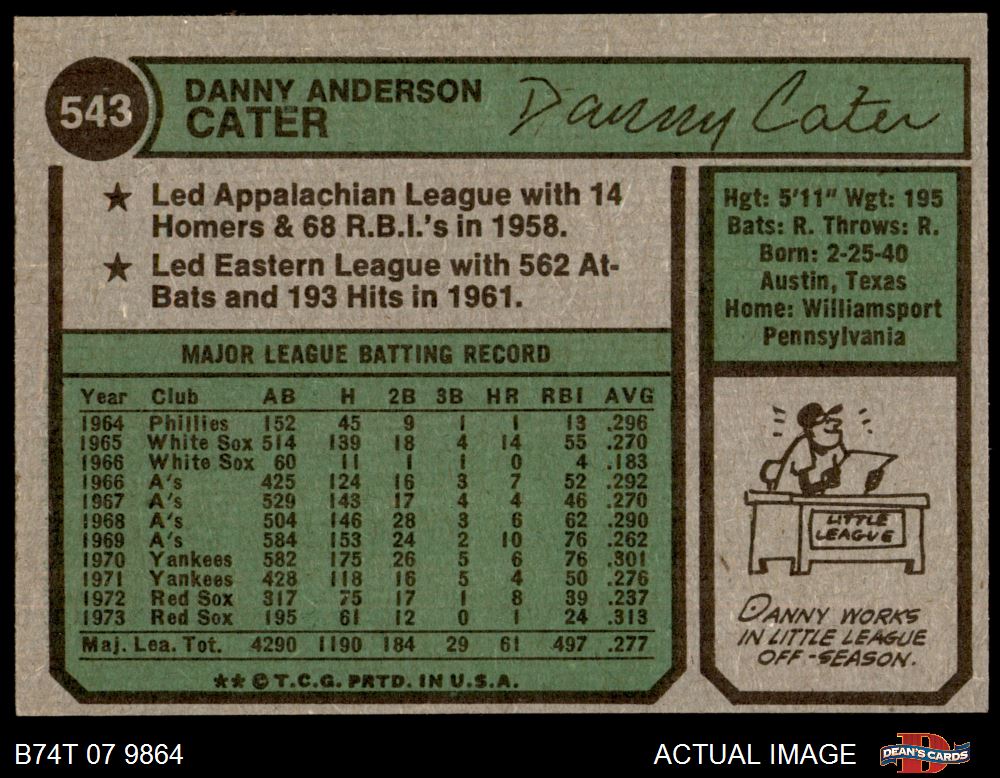 543
DANNY ANDERSON
CATER
Danny Cater
★ Led Appalachian League with 14
Homers & 68 R.B.I.'s in 1958.
★ Led Eastern League with 562 At-
Bats and 193 Hits in 1961.
Hgt: 5'11" Wgt: 195
Bats: R. Throws: R.
Born: 2-25-40
Austin, Texas
Home: Williamsport
Pennsylvania
MAJOR LEAGUE BATTING RECORD
Year Club AB H 2B 3B HR RBI AVG
1964 Phillies 152 45 9 1 1 13 .296
1965 White Sox 514 139 18 4 14 55 .270
1966 White Sox 60 11 1 1 0 4 .183
1966 A's 425 124 16 3 7 52 .292
1967 A's 529 143 17 4 4 46 .270
1968 A's 504 146 28 3 6 62 .290
1969 A's 584 153 24 2 10 76 .262
1970 Yankees 582 175 26 5 6 76 .301
1971 Yankees 428 118 16 5 4 50 .276
1972 Red Sox 317 75 17 1 8 39 .237
1973 Red Sox 195 61 12 0 1 24 .313
Maj. Lea. Tot. 4290 1190 184 29 61 497 .277
★★ © T.C.G. PRTD. IN U.S.A.
LITTLE
LEAGUE
DANNY WORKS
IN LITTLE LEAGUE
OFF-SEASON.
B74T 07 9864
ACTUAL IMAGE
DEAN'S CARDS